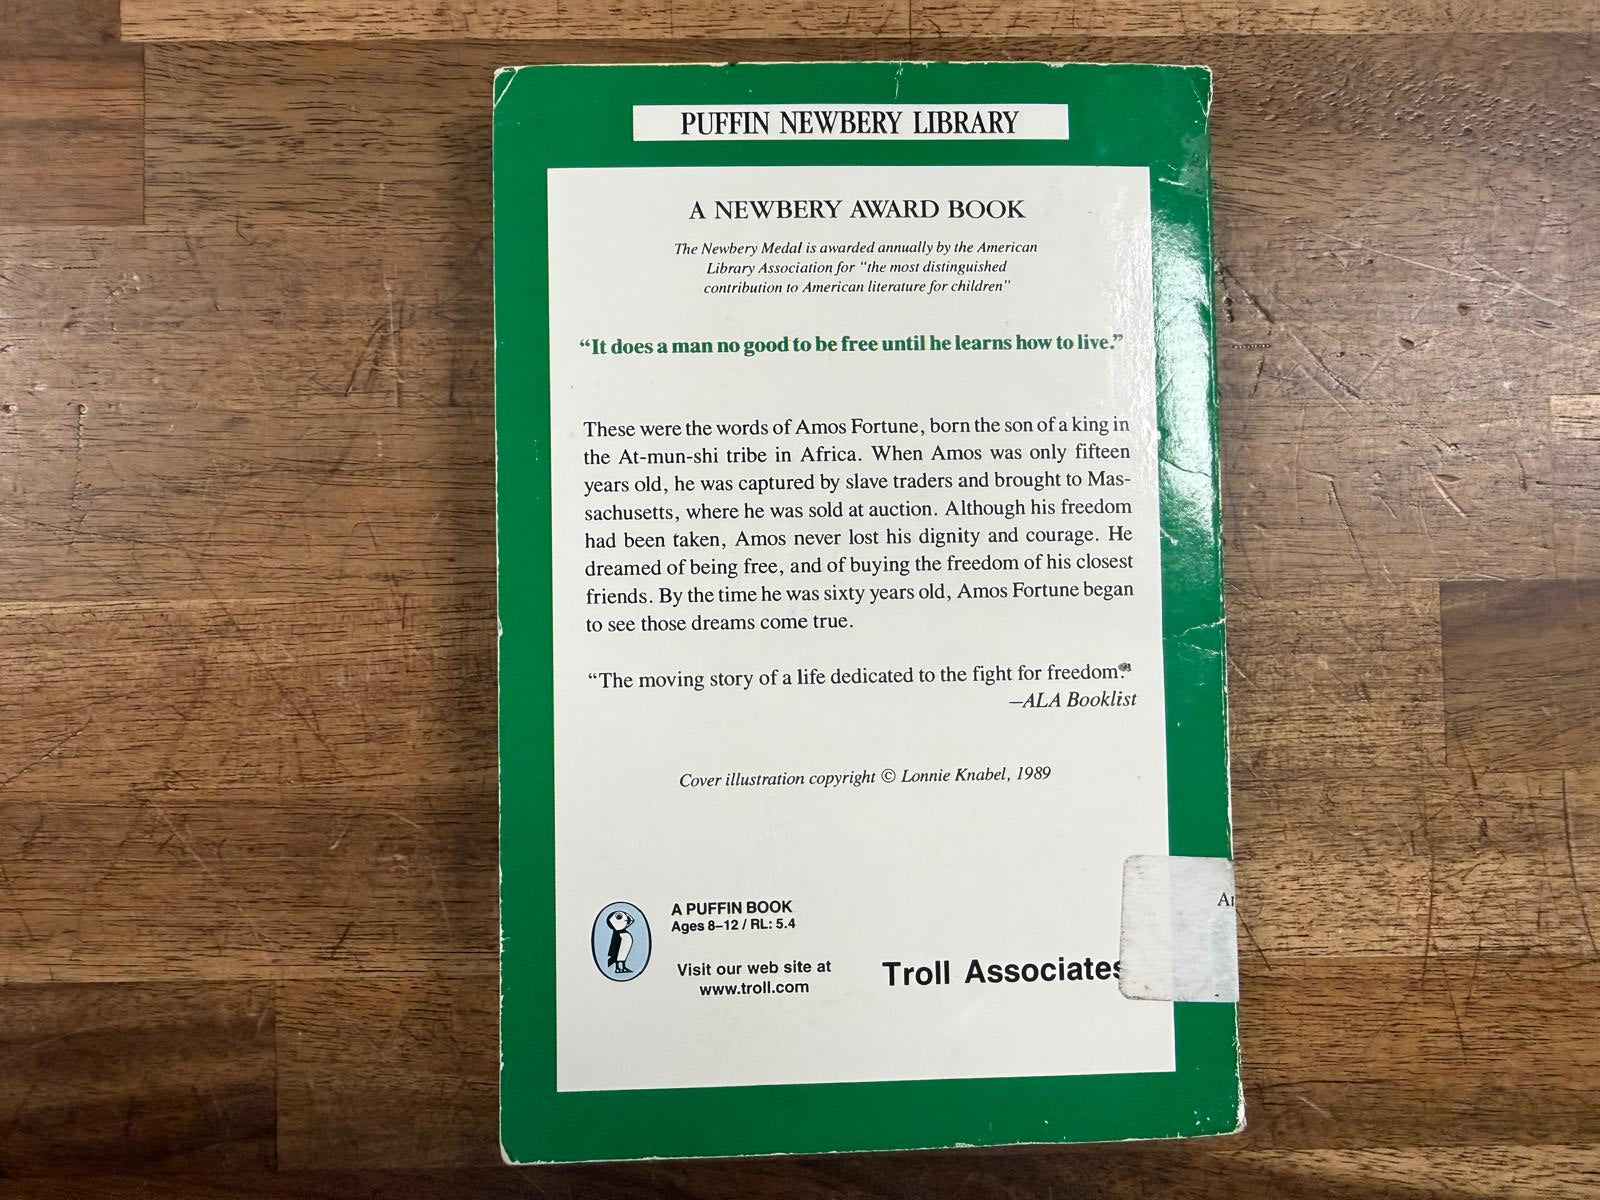 PUFFIN NEWBERY LIBRARY
A NEWBERY AWARD BOOK
The Newbery Medal is awarded annually by the American
Library Association for “the most distinguished
contribution to American literature for children”
“It does a man no good to be free until he learns how to live.”
These were the words of Amos Fortune, born the son of a king in
the At-mun-shi tribe in Africa. When Amos was only fifteen
years old, he was captured by slave traders and brought to Mas-
sachusetts, where he was sold at auction. Although his freedom
had been taken, Amos never lost his dignity and courage. He
dreamed of being free, and of buying the freedom of his closest
friends. By the time he was sixty years old, Amos Fortune began
to see those dreams come true.
“The moving story of a life dedicated to the fight for freedom.”
—ALA Booklist
Cover illustration copyright © Lonnie Knabel, 1989
A PUFFIN BOOK
Ages 8–12 / RL: 5.4
Visit our web site at
www.troll.com
Troll Associates